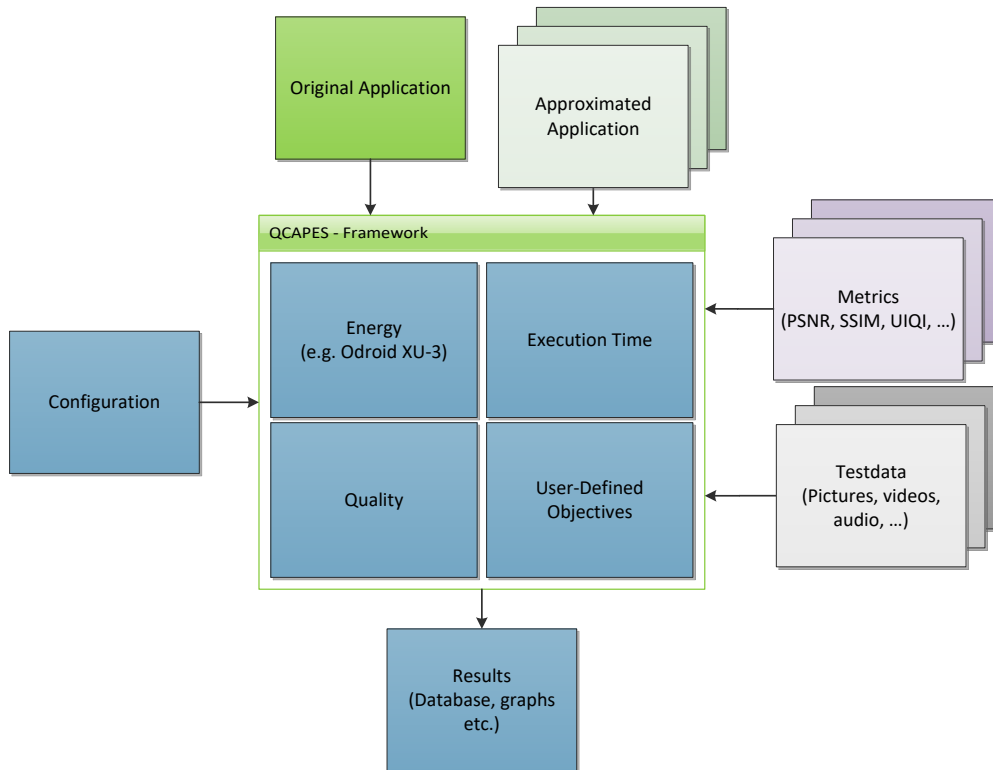 Original Application
Approximated
Application
QCAPES - Framework
Energy
(e.g. Odroid XU-3)
Execution Time
Metrics
(PSNR, SSIM, UIQI, …)
Configuration
Quality
User-Defined
Objectives
Testdata
(Pictures, videos,
audio, …)
Results
(Database, graphs
etc.)